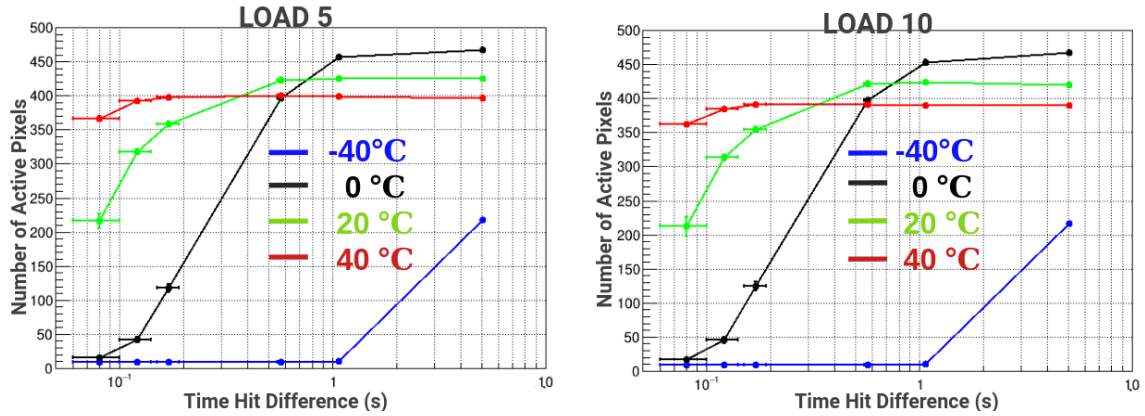 LOAD 5
Number of Active Pixels
500
450
400
350
300
250
200
150
100
50
0
-40°C
0 °C
20 °C
40 °C
10⁻¹
1
10
Time Hit Difference (s)
LOAD 10
Number of Active Pixels
500
450
400
350
300
250
200
150
100
50
0
-40°C
0 °C
20 °C
40 °C
10⁻¹
1
10
Time Hit Difference (s)